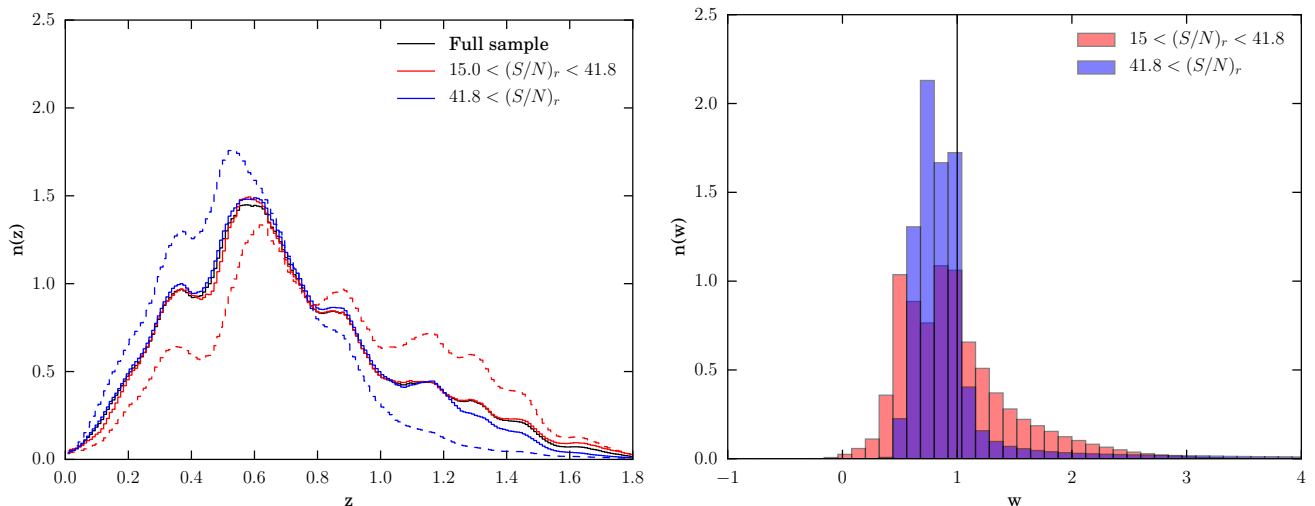 2.5
2.0
1.5
1.0
0.5
0.0
n(z)
0.0 0.2 0.4 0.6 0.8 1.0 1.2 1.4 1.6 1.8
z
Full sample
15.0 < (S/N)r < 41.8
41.8 < (S/N)r
2.5
2.0
1.5
1.0
0.5
0.0
n(w)
−1 0 1 2 3 4
w
15 < (S/N)r < 41.8
41.8 < (S/N)r